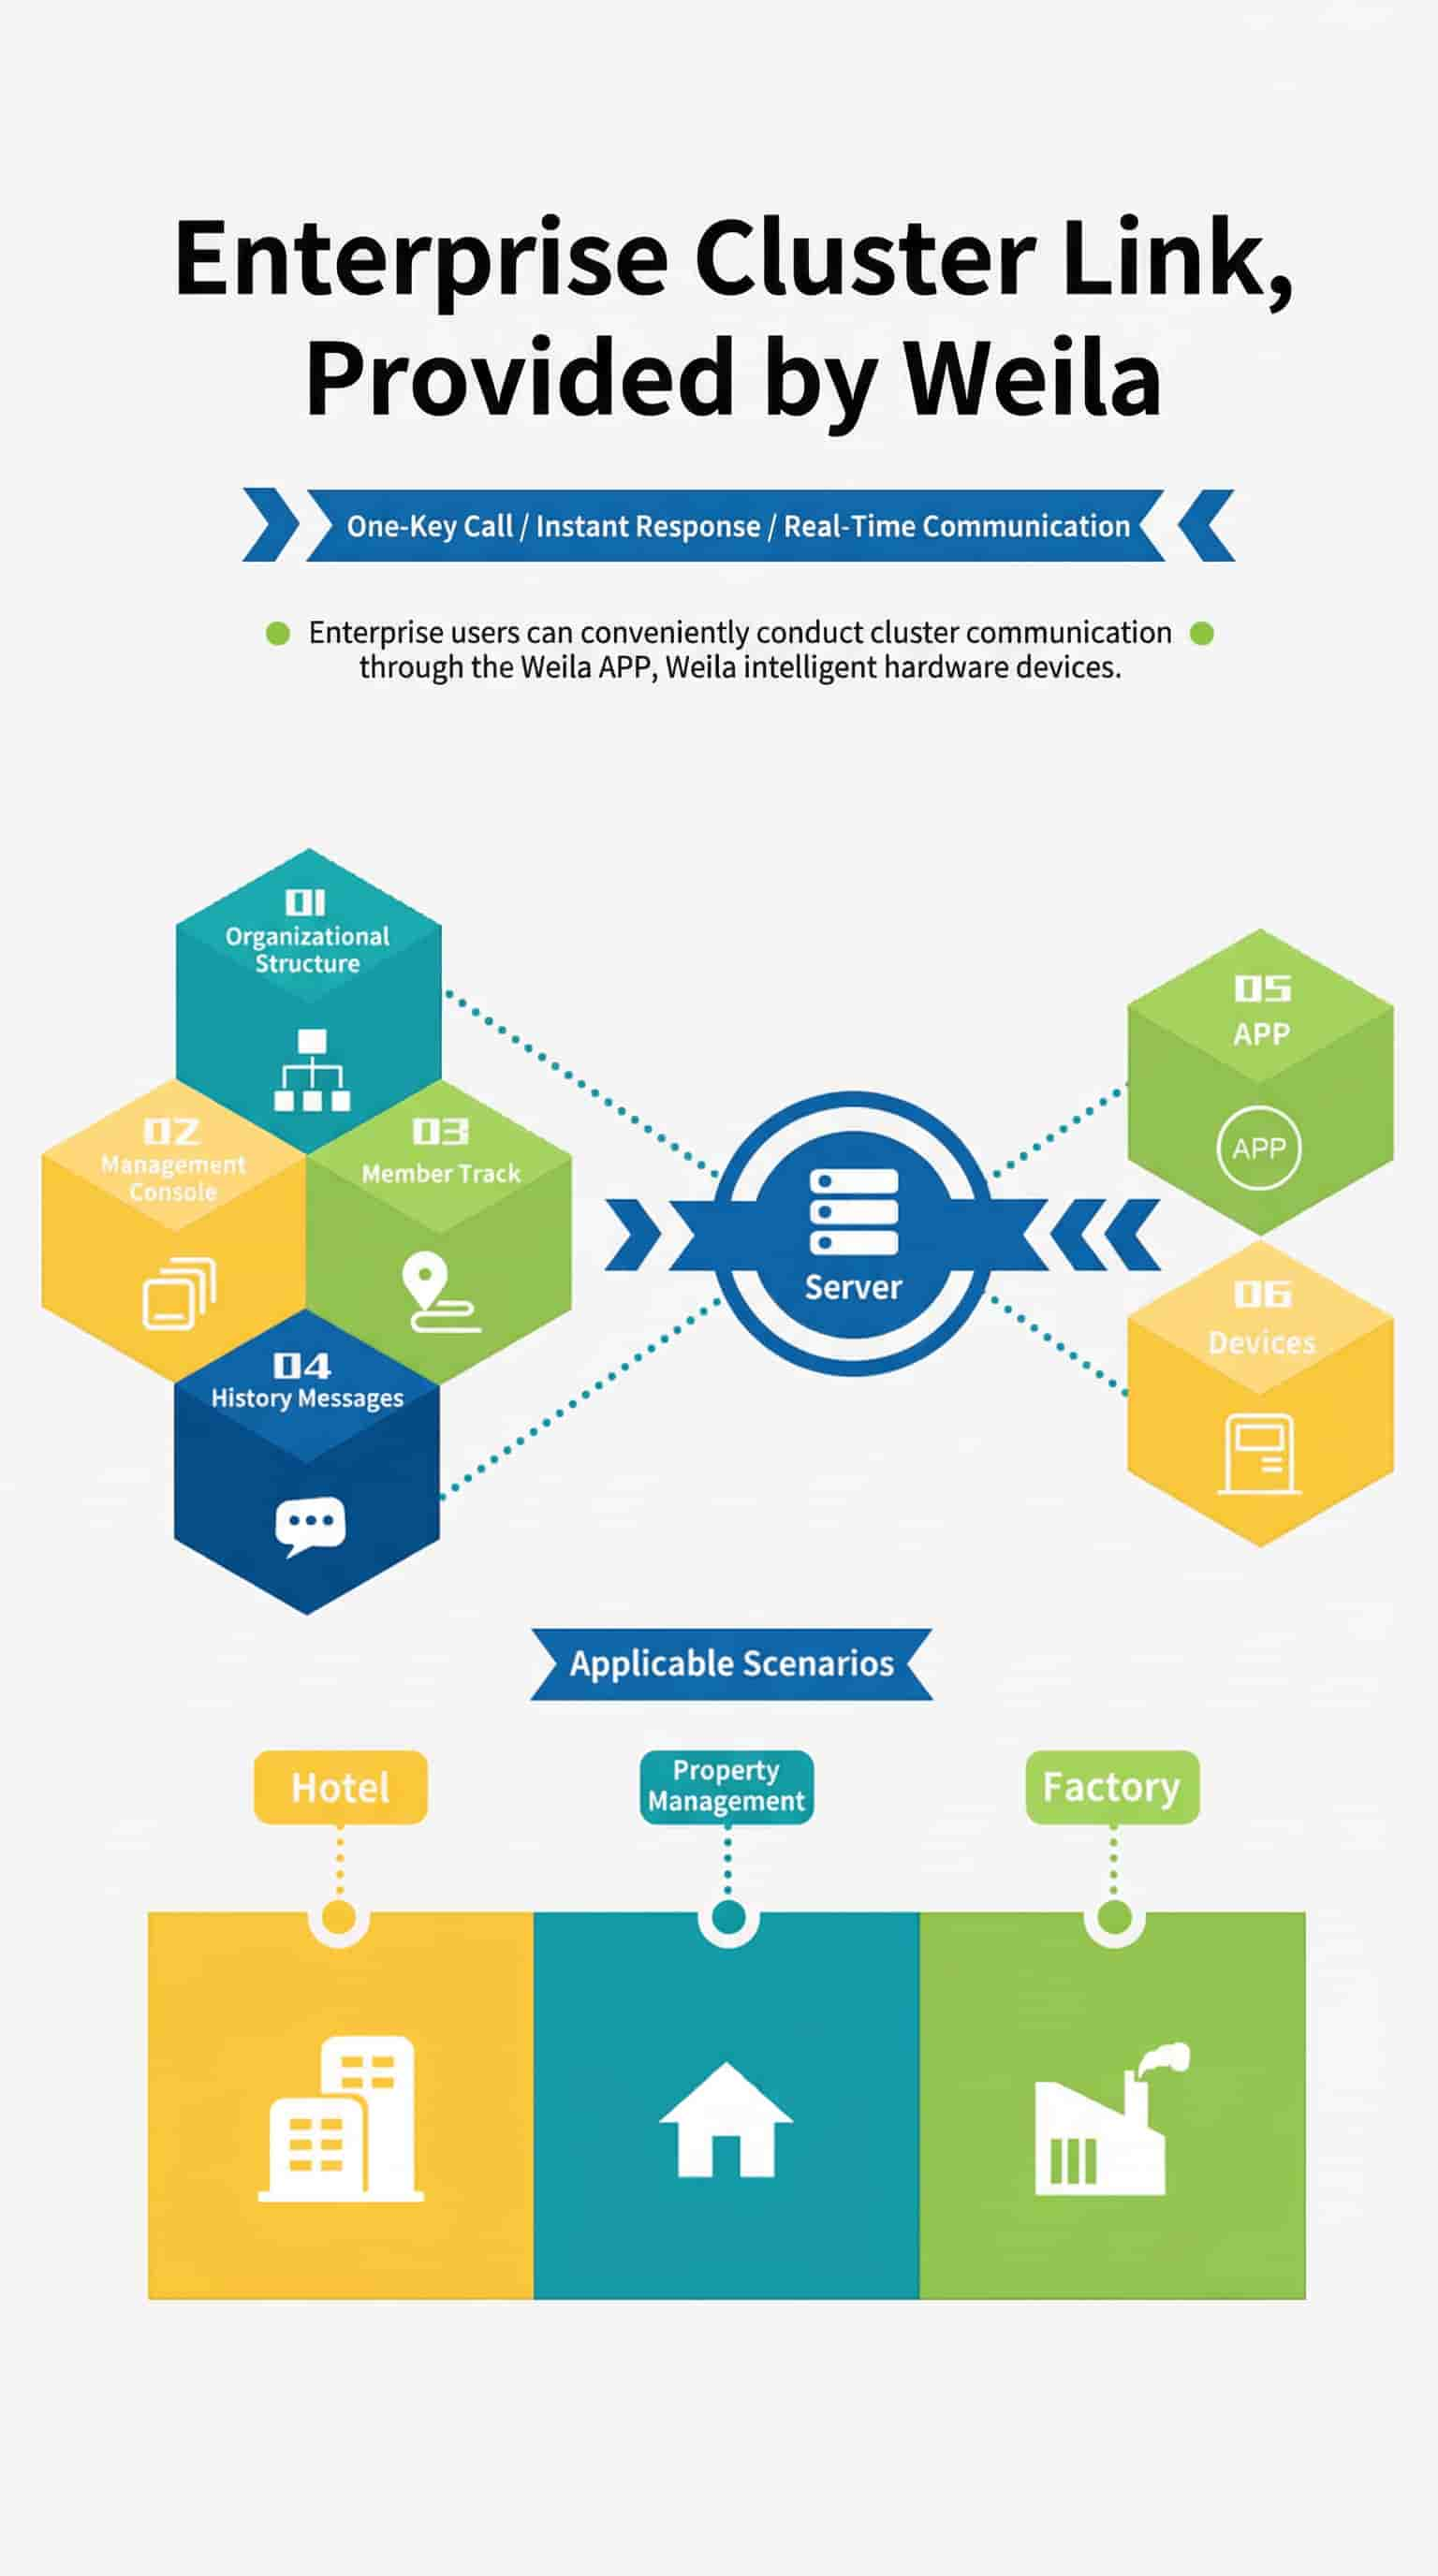 Enterprise Cluster Link,
Provided by Weila
One-Key Call / Instant Response / Real-Time Communication
Enterprise users can conveniently conduct cluster communication
through the Weila APP, Weila intelligent hardware devices.
01
Organizational
Structure
02
Management
Console
03
Member Track
04
History Messages
Server
05
APP
APP
06
Devices
Applicable Scenarios
Hotel
Property
Management
Factory